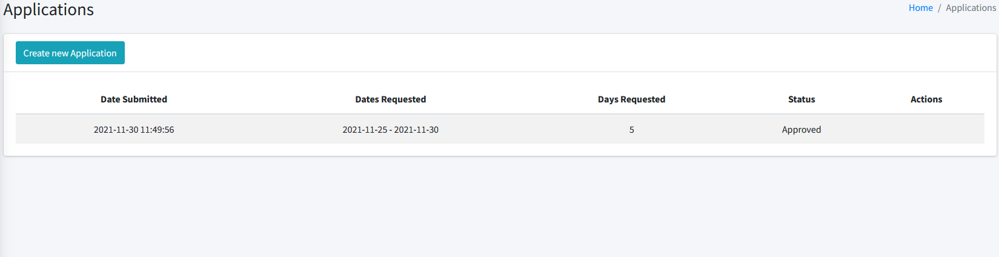 Applications
Home / Applications
Create new Application
Date Submitted Dates Requested Days Requested Status Actions
2021-11-30 11:49:56 2021-11-25 - 2021-11-30 5 Approved